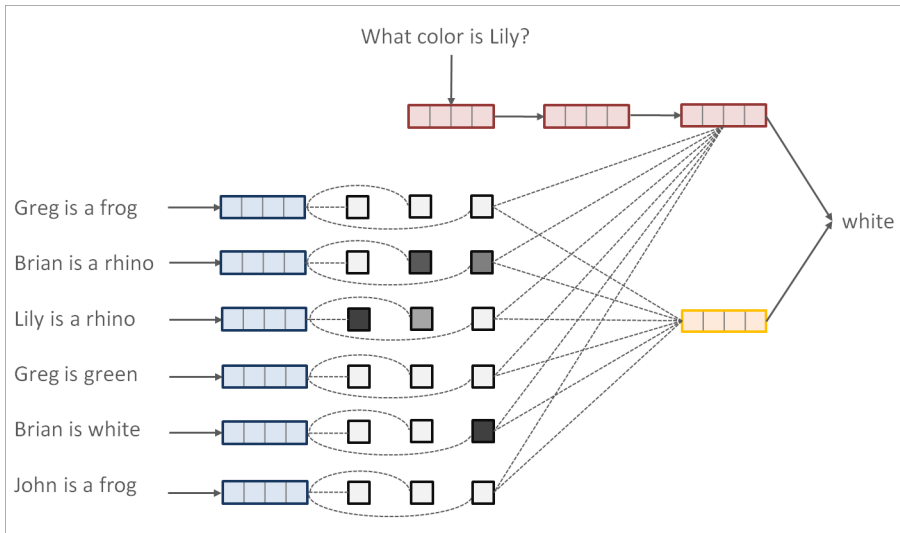 What color is Lily?
Greg is a frog
white
Brian is a rhino
Lily is a rhino
Greg is green
Brian is white
John is a frog